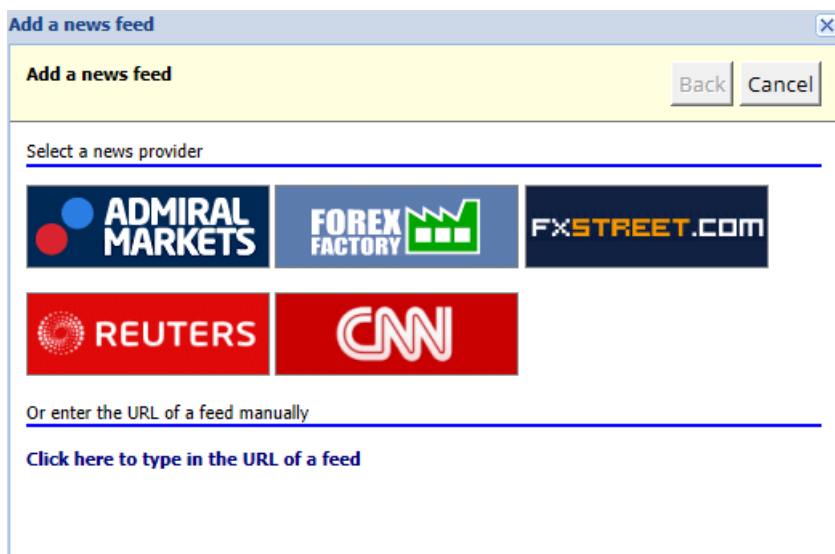 Add a news feed
Add a news feed
Back Cancel
Select a news provider
ADMIRAL
MARKETS
FOREX
FACTORY
FXSTREET.COM
REUTERS
CNN
Or enter the URL of a feed manually
Click here to type in the URL of a feed